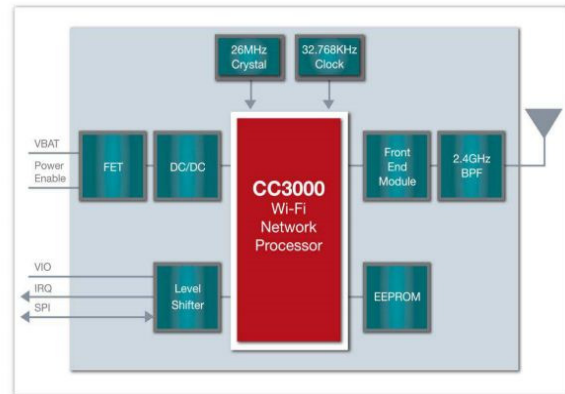 26MHz
Crystal
32.768KHz
Clock
VBAT
Power
Enable
FET
DC/DC
CC3000
Wi-Fi
Network
Processor
Front
End
Module
2.4GHz
BPF
VIO
IRQ
SPI
Level
Shifter
EEPROM